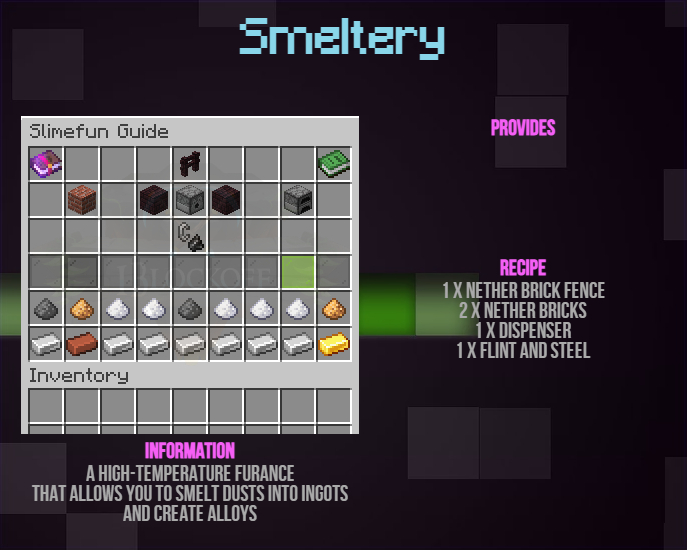 Smeltery
Slimefun Guide
PROVIDES
RECIPE
1 X NETHER BRICK FENCE
2 X NETHER BRICKS
1 X DISPENSER
1 X FLINT AND STEEL
Inventory
INFORMATION
A HIGH-TEMPERATURE FURANCE
THAT ALLOWS YOU TO SMELT DUSTS INTO INGOTS
AND CREATE ALLOYS